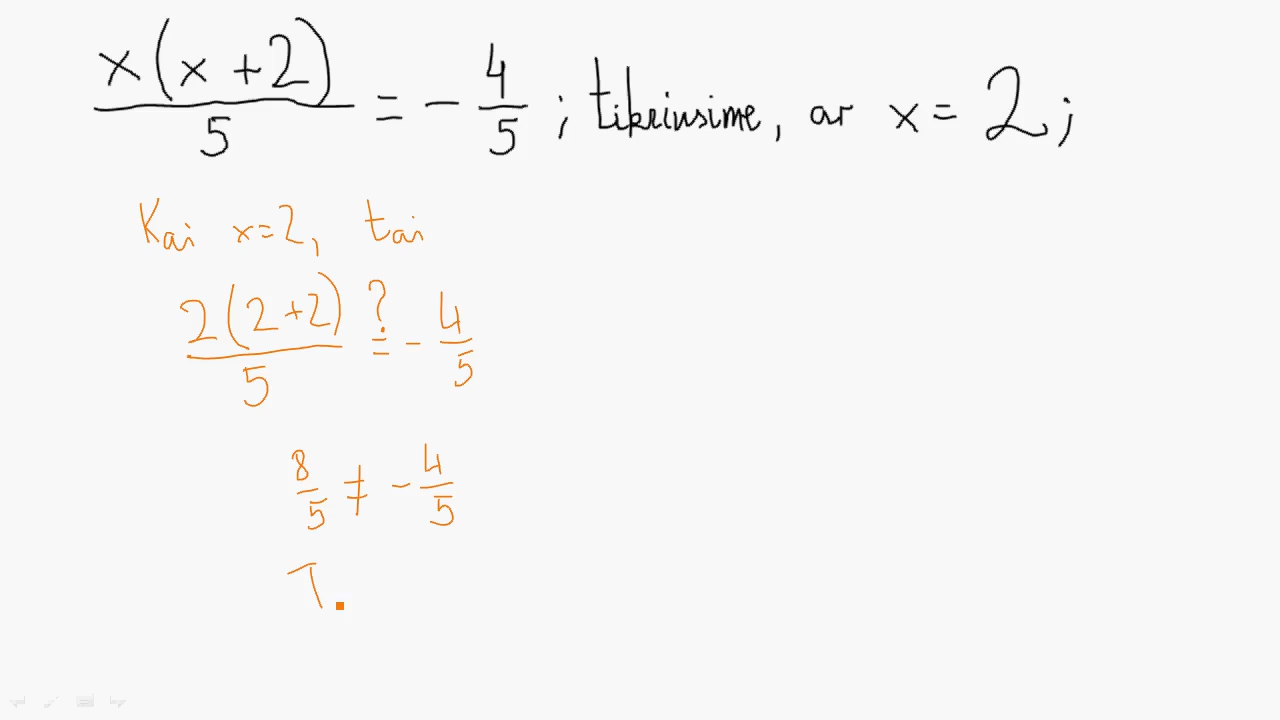 x(x+2)/5 = -4/5 ; tikrinsime, ar x=2;
Kai x=2, tai
2(2+2)/5 ?= -4/5
8/5 ≠ -4/5
T